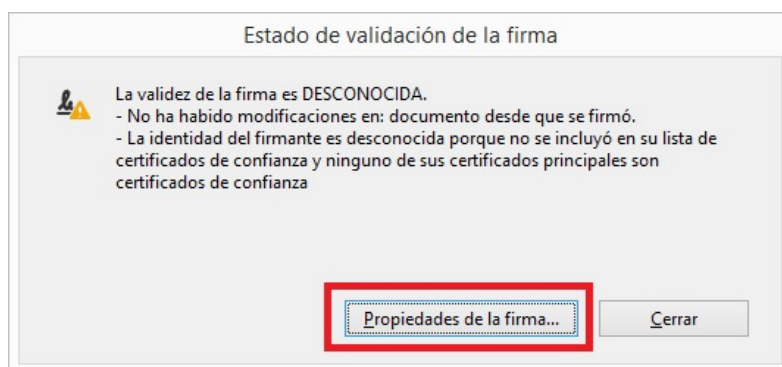 Estado de validación de la firma
La validez de la firma es DESCONOCIDA.
- No ha habido modificaciones en: documento desde que se firmó.
- La identidad del firmante es desconocida porque no se incluyó en su lista de
certificados de confianza y ninguno de sus certificados principales son
certificados de confianza
Propiedades de la firma... Cerrar